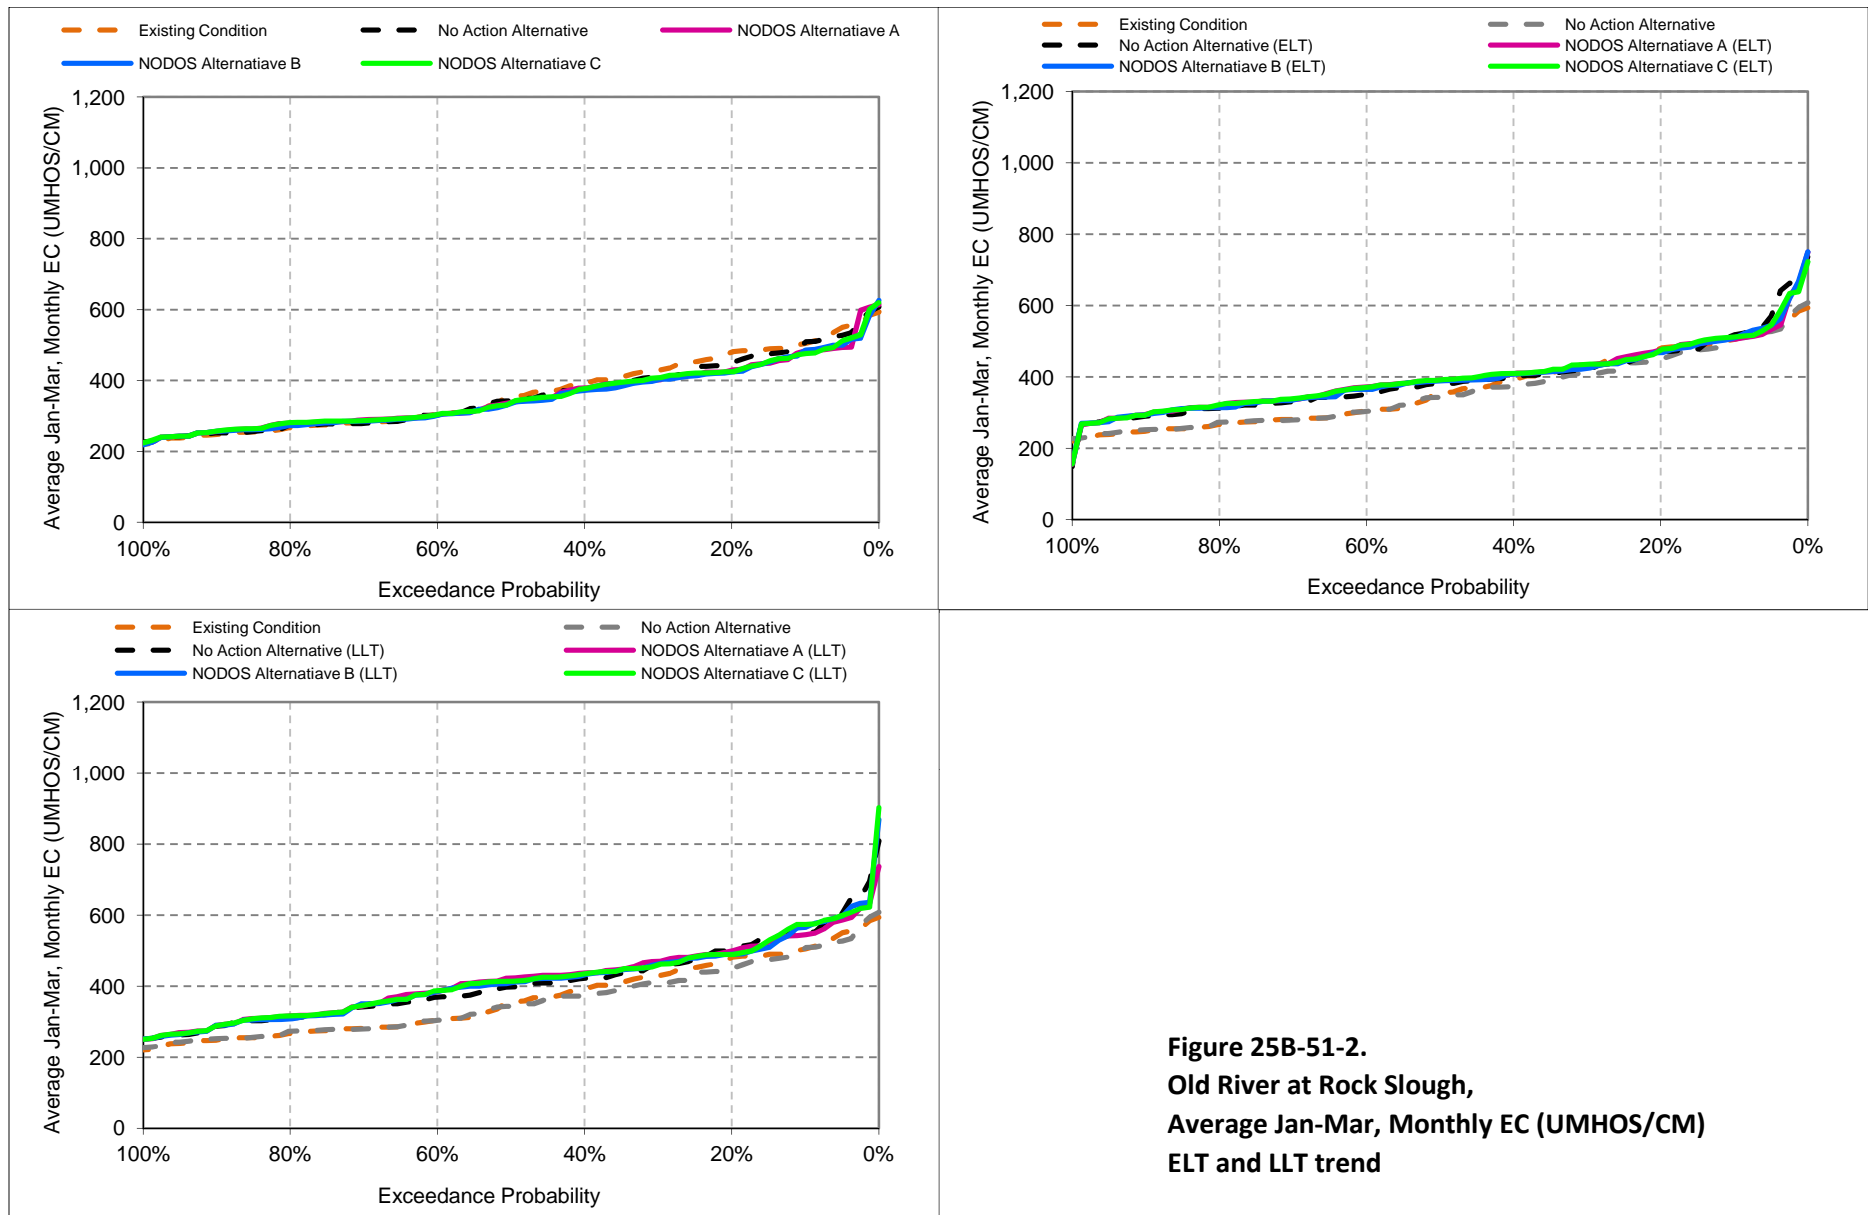 Existing Condition
No Action Alternative
NODOS Alternatiave A
NODOS Alternatiave B
NODOS Alternatiave C
Average Jan-Mar, Monthly EC (UMHOS/CM)
1,200
1,000
800
600
400
200
0
100% 80% 60% 40% 20% 0%
Exceedance Probability
Existing Condition
No Action Alternative
No Action Alternative (ELT)
NODOS Alternatiave A (ELT)
NODOS Alternatiave B (ELT)
NODOS Alternatiave C (ELT)
Average Jan-Mar, Monthly EC (UMHOS/CM)
1,200
1,000
800
600
400
200
0
100% 80% 60% 40% 20% 0%
Exceedance Probability
Existing Condition
No Action Alternative
No Action Alternative (LLT)
NODOS Alternatiave A (LLT)
NODOS Alternatiave B (LLT)
NODOS Alternatiave C (LLT)
Average Jan-Mar, Monthly EC (UMHOS/CM)
1,200
1,000
800
600
400
200
0
100% 80% 60% 40% 20% 0%
Exceedance Probability
Figure 25B-51-2.
Old River at Rock Slough,
Average Jan-Mar, Monthly EC (UMHOS/CM)
ELT and LLT trend